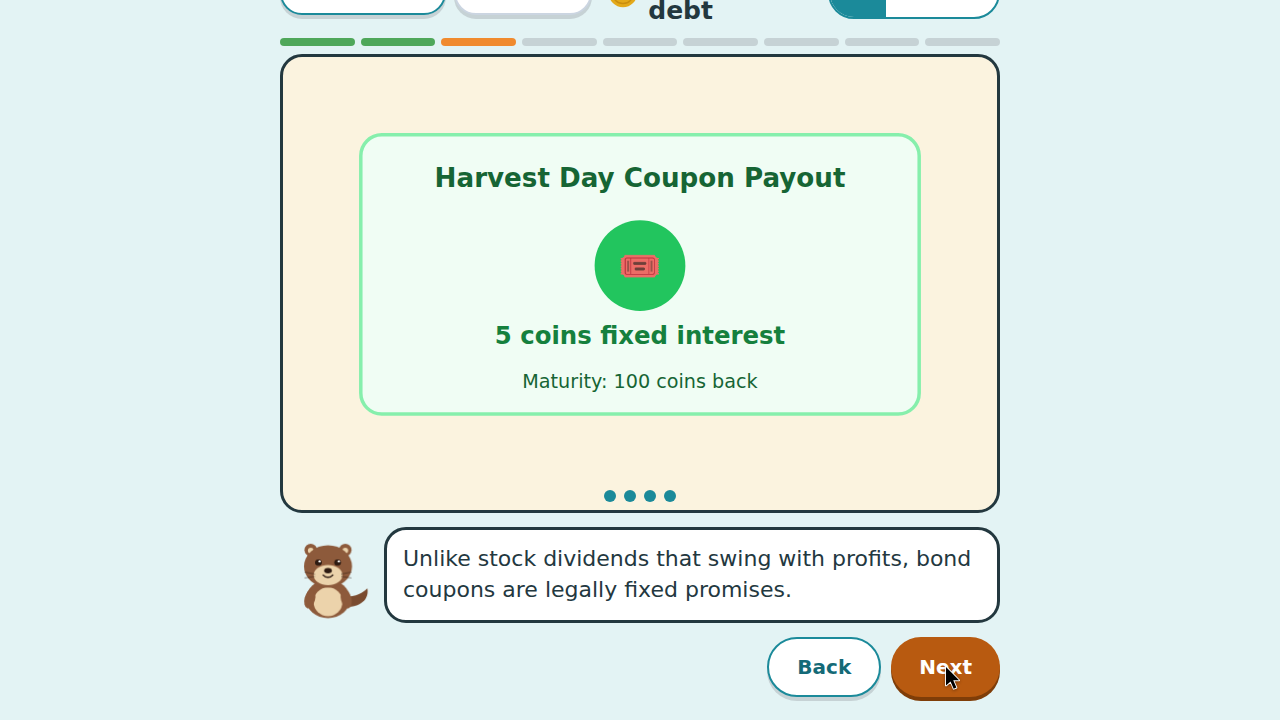 debt
Harvest Day Coupon Payout
5 coins fixed interest
Maturity: 100 coins back
Unlike stock dividends that swing with profits, bond
coupons are legally fixed promises.
Back
Next